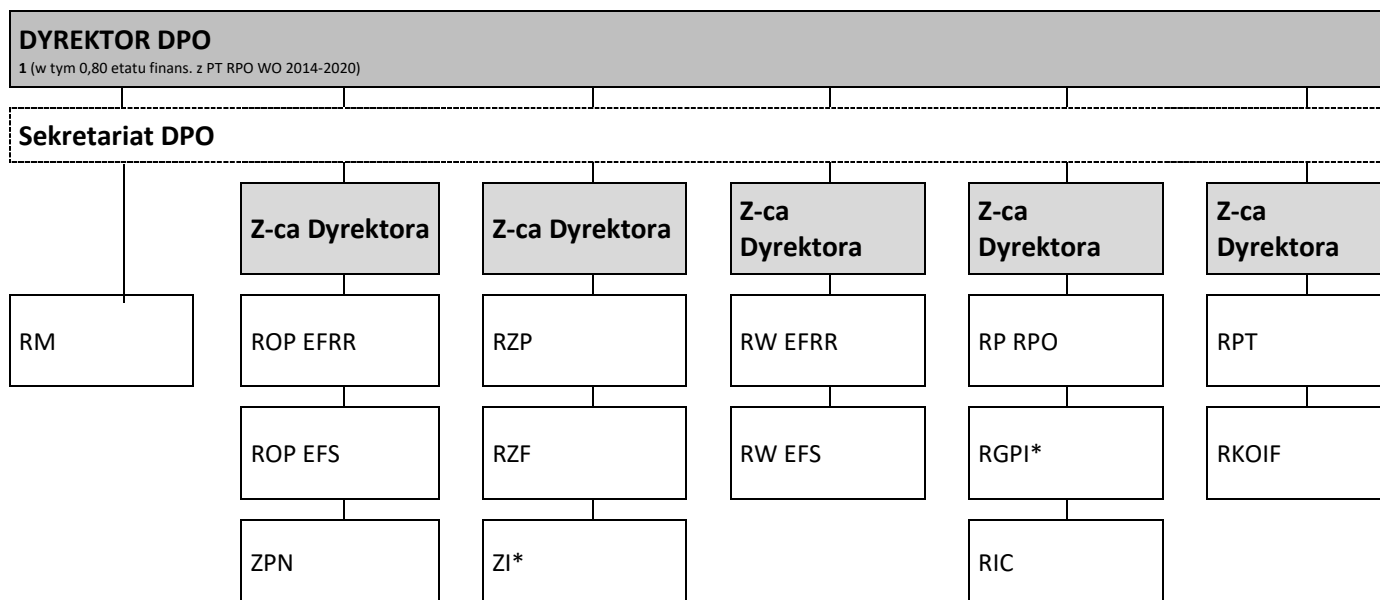 DYREKTOR DPO
1 (w tym 0,80 etatu finans. z PT RPO WO 2014-2020)
Sekretariat DPO
Z-ca Dyrektora
Z-ca Dyrektora
Z-ca
Dyrektora
Z-ca
Dyrektora
Z-ca
Dyrektora
RM
ROP EFRR
RZP
RW EFRR
RP RPO
RPT
ROP EFS
RZF
RW EFS
RGPI*
RKOIF
ZPN
ZI*
RIC